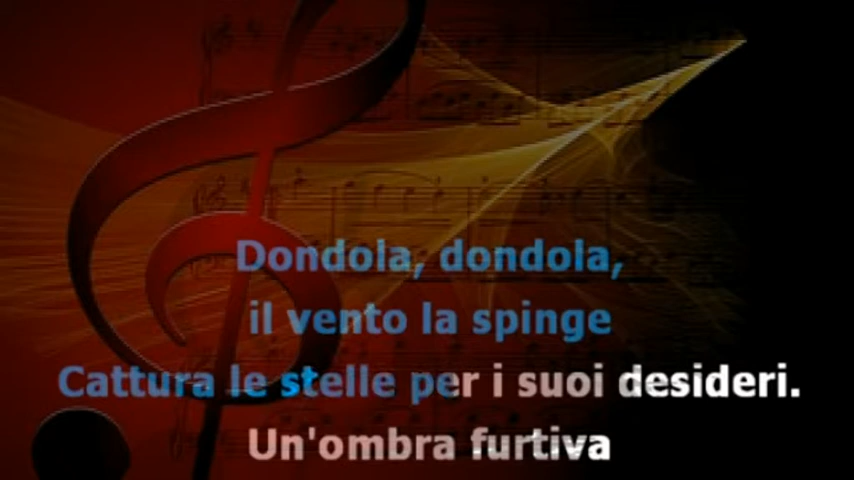 Dondola, dondola,
il vento la spinge
Cattura le stelle per i suoi desideri.
Un'ombra furtiva